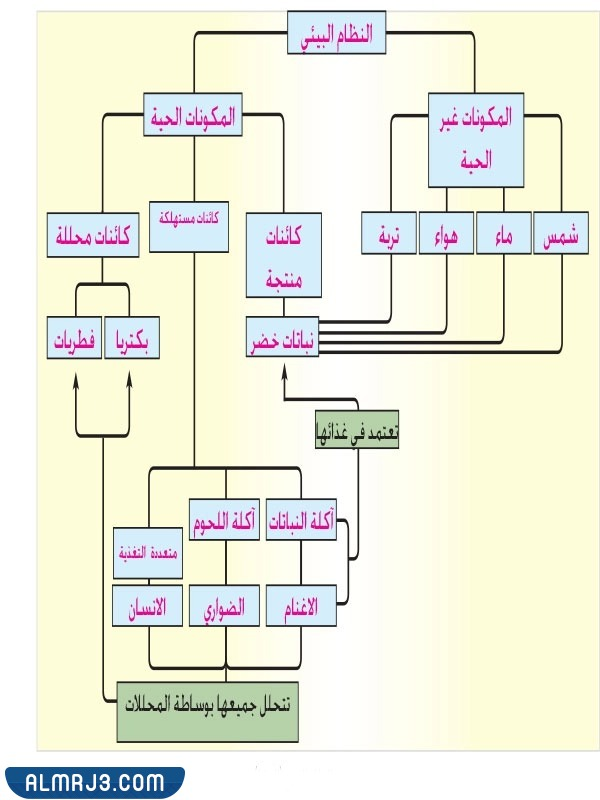 النظام البيئي
المكونات غير
الحية
المكونات الحية
شمس
ماء
هواء
تربة
كائنات
منتجة
كائنات مستهلكة
كائنات محللة
نباتات خضر
بكتريا
فطريات
تعتمد في غذائها
آكلة النباتات
آكلة اللحوم
متعددة التغذية
الاغنام
الضواري
الانسان
تتحلل جميعها بوساطة المحللات
ALMRJ3.COM